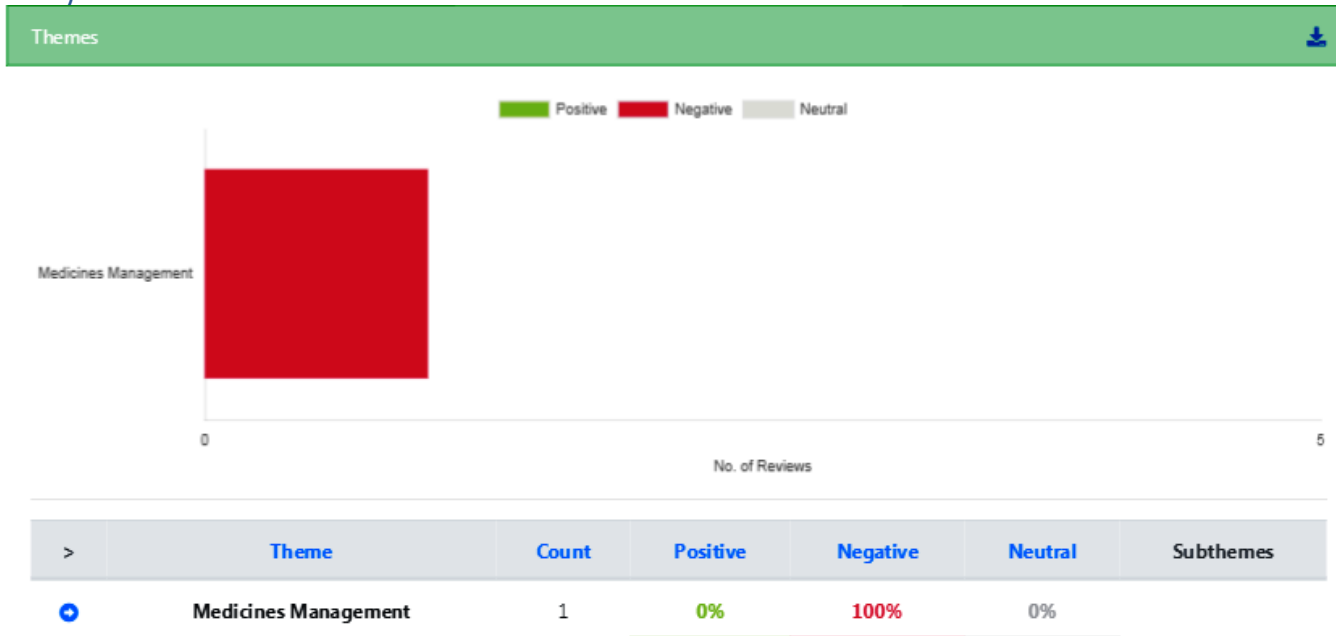 Themes
Positive Negative Neutral
Medicines Management
0 5
No. of Reviews
> Theme Count Positive Negative Neutral Subthemes
Medicines Management 1 0% 100% 0%